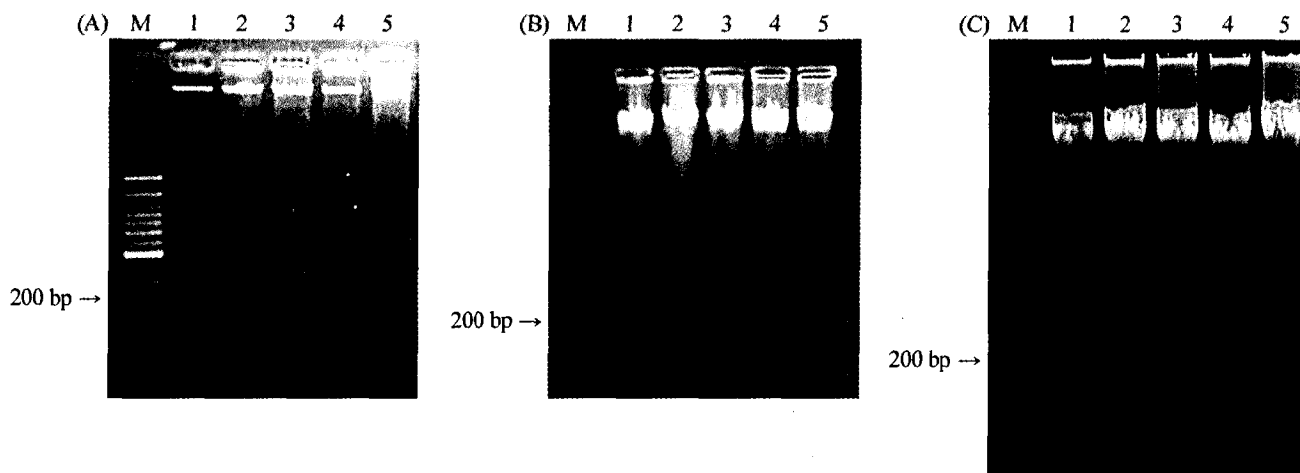 (A) M 1 2 3 4 5
(B) M 1 2 3 4 5
(C) M 1 2 3 4 5
200 bp →
200 bp →
200 bp →